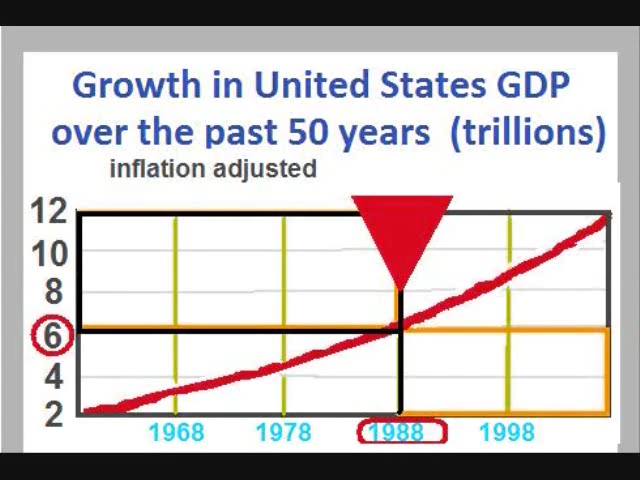 Growth in United States GDP
over the past 50 years (trillions)
inflation adjusted
12
10
8
6
4
2
1968 1978 1988 1998